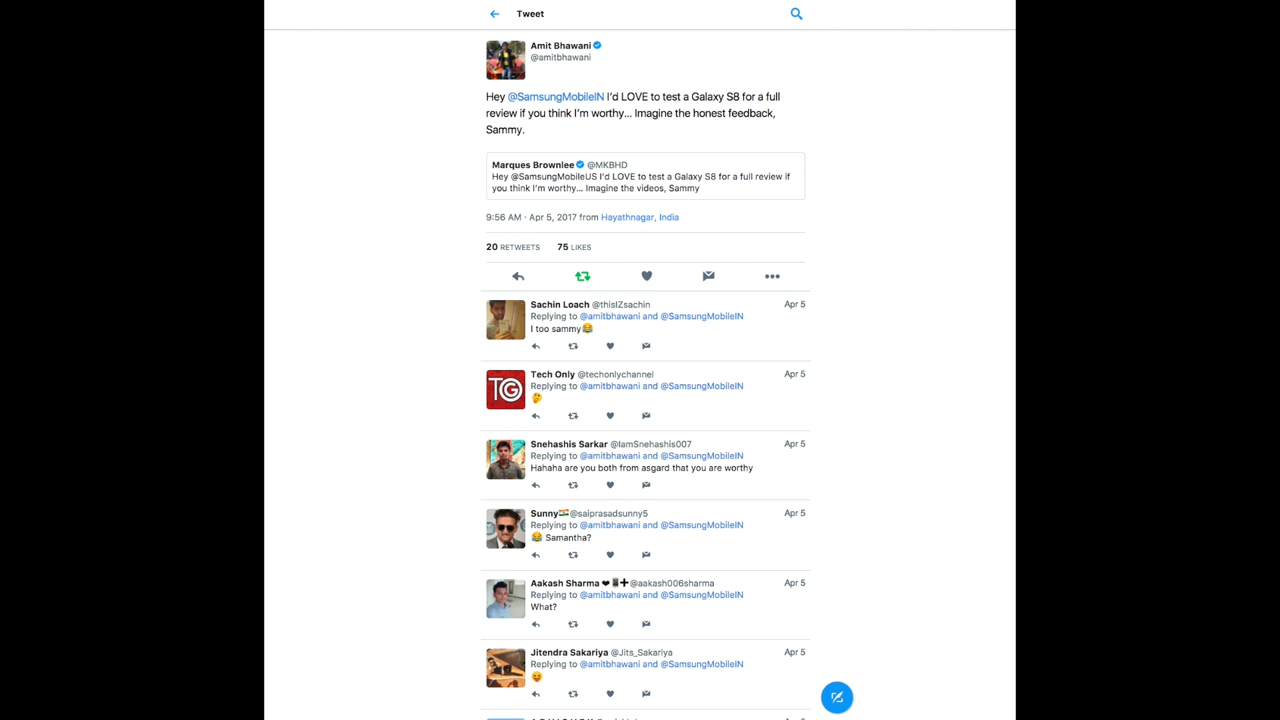 Tweet
Amit Bhawani
@amitbhawani
Hey @SamsungMobileIN I'd LOVE to test a Galaxy S8 for a full
review if you think I'm worthy... Imagine the honest feedback,
Sammy.
Marques Brownlee @MKBHD
Hey @SamsungMobileUS I'd LOVE to test a Galaxy S8 for a full review if
you think I'm worthy... Imagine the videos, Sammy
9:56 AM · Apr 5, 2017 from Hayathnagar, India
20 RETWEETS 75 LIKES
Sachin Loach @thisIZsachin Apr 5
Replying to @amitbhawani and @SamsungMobileIN
I too sammy😂
Tech Only @techonlychannel Apr 5
Replying to @amitbhawani and @SamsungMobileIN
🤔
TG
Snehashis Sarkar @IamSnehashis007 Apr 5
Replying to @amitbhawani and @SamsungMobileIN
Hahaha are you both from asgard that you are worthy
Sunny🇮🇳@saiprasadsunny5 Apr 5
Replying to @amitbhawani and @SamsungMobileIN
😂 Samantha?
Aakash Sharma ❤📱➕@aakash006sharma Apr 5
Replying to @amitbhawani and @SamsungMobileIN
What?
Jitendra Sakariya @Jits_Sakariya Apr 5
Replying to @amitbhawani and @SamsungMobileIN
😝